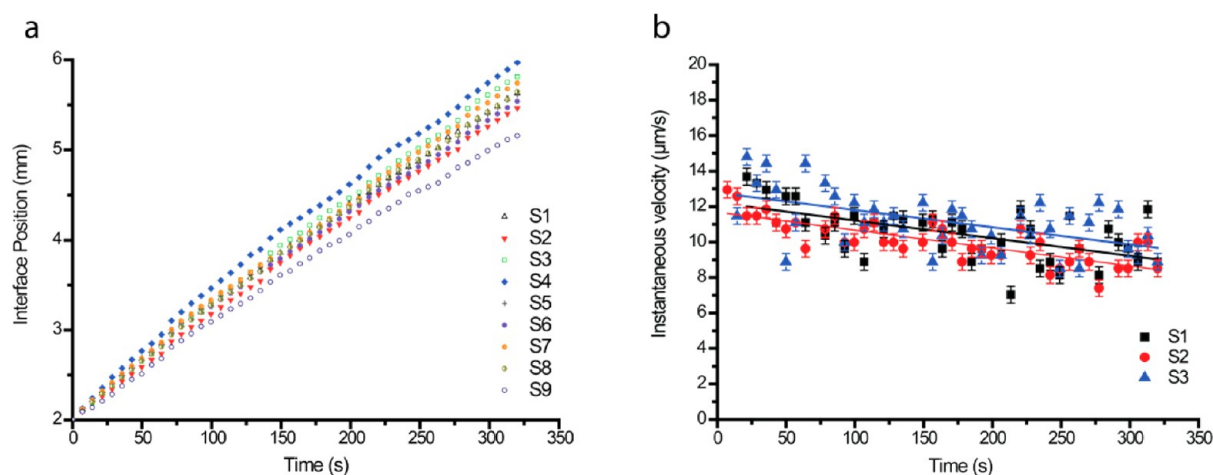 a
b
6
5
4
3
2
Interface Position (mm)
0
50
100
150
200
250
300
350
Time (s)
S1
S2
S3
S4
S5
S6
S7
S8
S9
20
18
16
14
12
10
8
6
4
2
0
Instantaneous velocity (µm/s)
0
50
100
150
200
250
300
350
Time (s)
S1
S2
S3